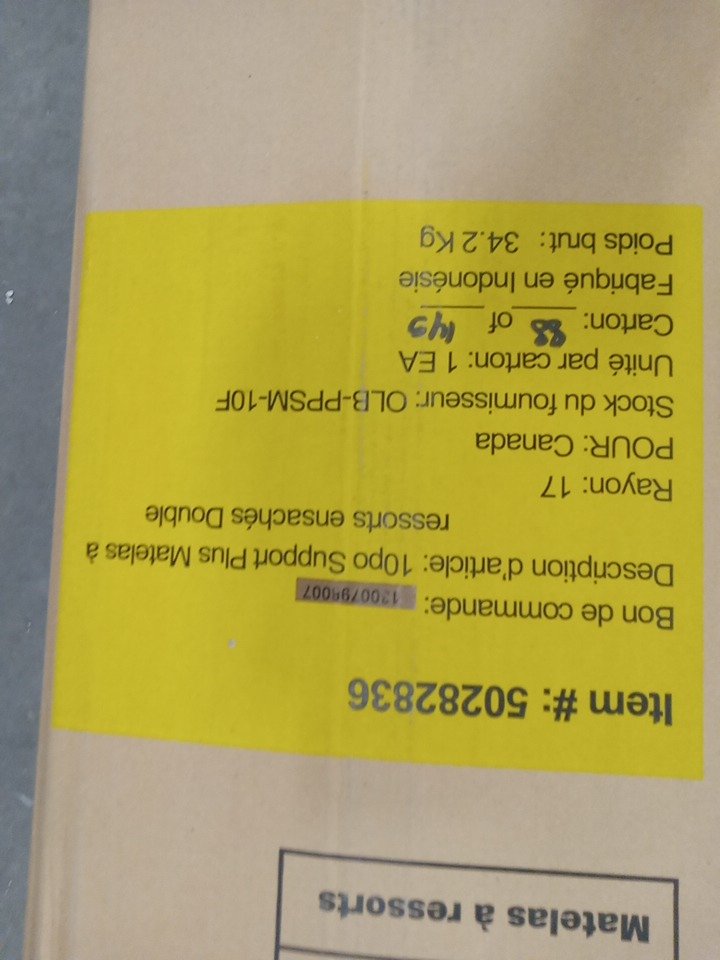 Matelas à ressorts
Item #: 50282836
Bon de commande: 1200798007
Description d'article: 10po Support Plus Matelas à
ressorts ensachés Double
Rayon: 17
POUR: Canada
Stock du fournisseur: OLB-PPSM-10F
Unité par carton: 1 EA
Carton: 88 of 149
Fabriqué en Indonésie
Poids brut: 34.2 Kg